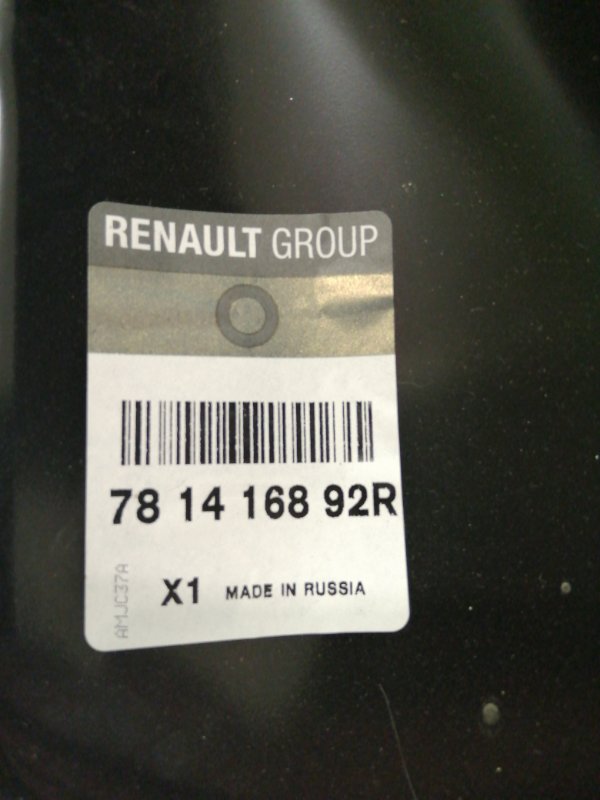 RENAULT GROUP
78 14 168 92R
X1 MADE IN RUSSIA
AMJC37A